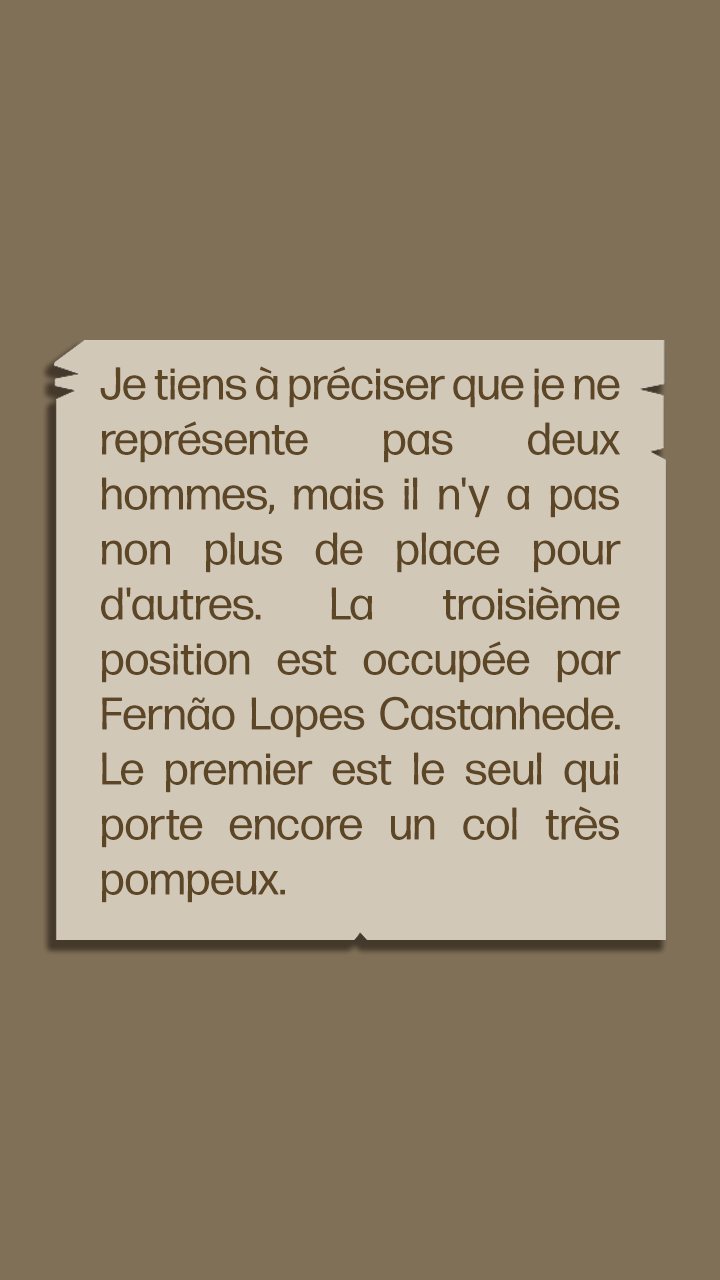 Je tiens à préciser que je ne
représente pas deux
hommes, mais il n'y a pas
non plus de place pour
d'autres. La troisième
position est occupée par
Fernão Lopes Castanhede.
Le premier est le seul qui
porte encore un col très
pompeux.